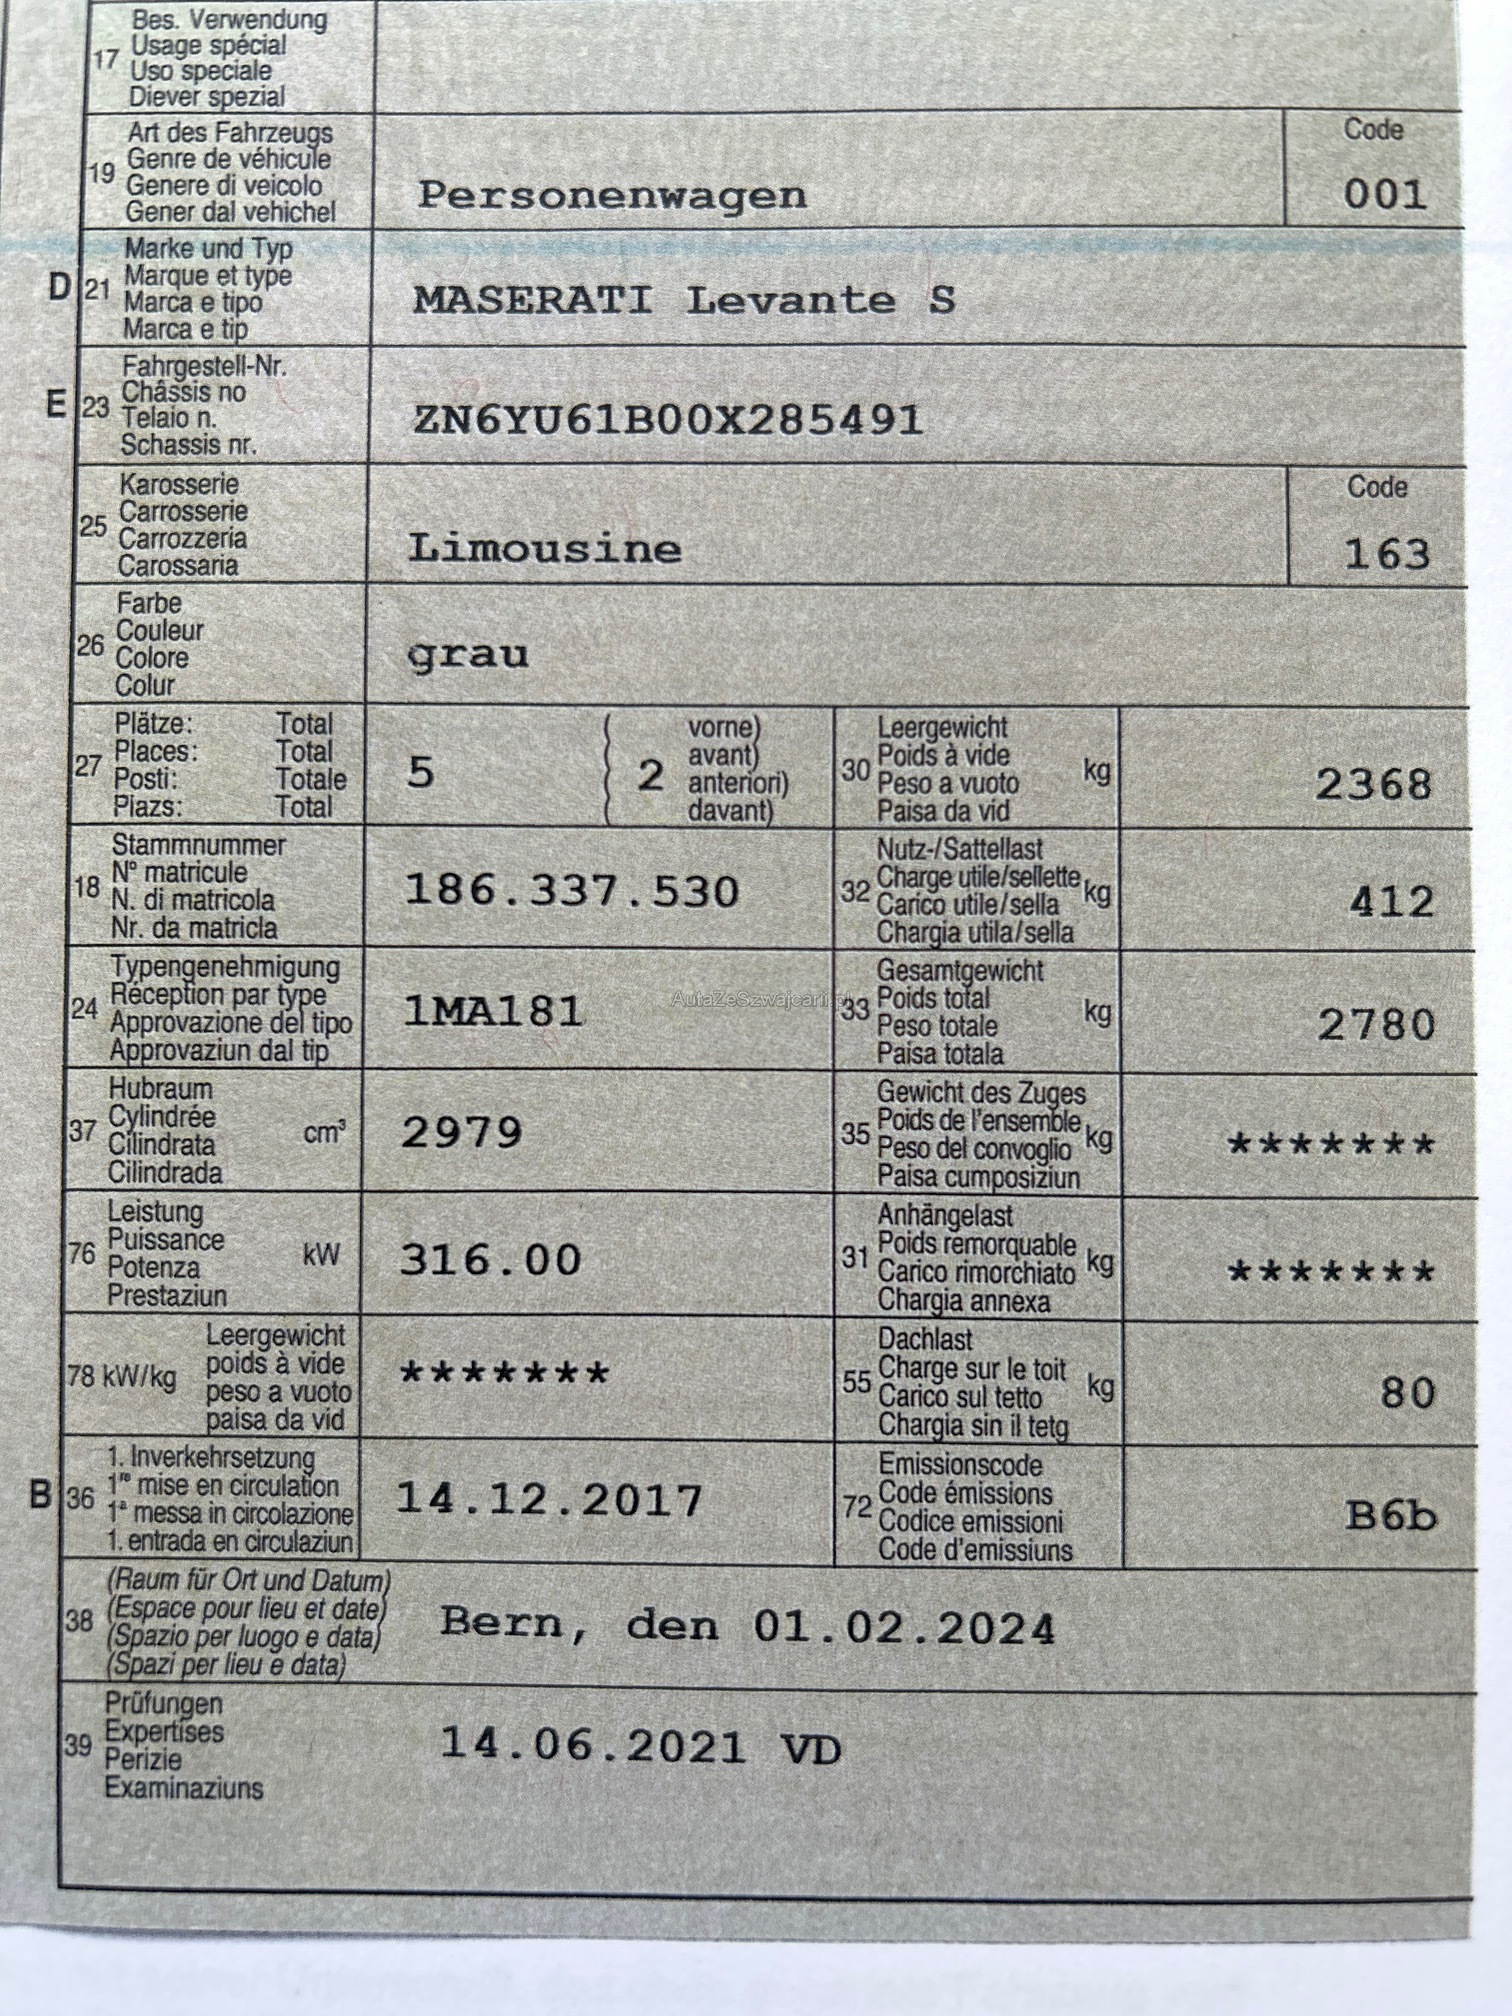 17 Bes. Verwendung
Usage spécial
Uso speciale
Diever spezial
19 Art des Fahrzeugs
Genre de véhicule
Genere di veicolo
Gener dal vehichel
Personenwagen
Code
001
D 21 Marke und Typ
Marque et type
Marca e tipo
Marca e tip
MASERATI Levante S
E 23 Fahrgestell-Nr.
Châssis no
Telaio n.
Schassis nr.
ZN6YU61B00X285491
25 Karosserie
Carrosserie
Carrozzeria
Carossaria
Limousine
Code
163
26 Farbe
Couleur
Colore
Colur
grau
27 Plätze: Total
Places: Total
Posti: Totale
Plazs: Total
5 ( 2 vorne)
avant)
anteriori)
davant)
30 Leergewicht
Poids à vide
Peso a vuoto
Paisa da vid
kg
2368
18 Stammnummer
N° matricule
N. di matricola
Nr. da matricla
186.337.530
32 Nutz-/Sattellast
Charge utile/sellette
Carico utile/sella
Chargia utila/sella
kg
412
24 Typengenehmigung
Réception par type
Approvazione del tipo
Approvaziun dal tip
1MA181
AutaZeSzwajcarii.pl
33 Gesamtgewicht
Poids total
Peso totale
Paisa totala
kg
2780
37 Hubraum
Cylindrée
Cilindrata
Cilindrada
cm³
2979
35 Gewicht des Zuges
Poids de l'ensemble
Peso del convoglio
Paisa cumposiziun
kg
*******
76 Leistung
Puissance
Potenza
Prestaziun
kW
316.00
31 Anhängelast
Poids remorquable
Carico rimorchiato
Chargia annexa
kg
*******
78 kW/kg Leergewicht
poids à vide
peso a vuoto
paisa da vid
*******
55 Dachlast
Charge sur le toit
Carico sul tetto
Chargia sin il tetg
kg
80
B 36 1. Inverkehrsetzung
1re mise en circulation
1a messa in circolazione
1. entrada en circulaziun
14.12.2017
72 Emissionscode
Code émissions
Codice emissioni
Code d'emissiuns
B6b
38 (Raum für Ort und Datum)
(Espace pour lieu et date)
(Spazio per luogo e data)
(Spazi per lieu e data)
Bern, den 01.02.2024
39 Prüfungen
Expertises
Perizie
Examinaziuns
14.06.2021 VD